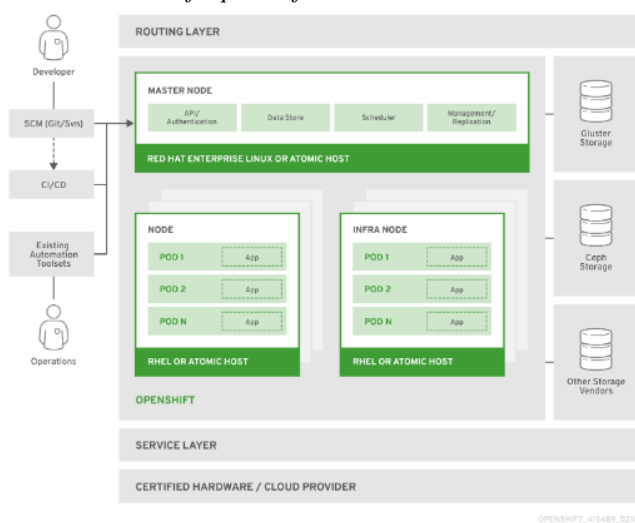 ROUTING LAYER
Developer
SCM (Git/Svn)
CI/CD
Existing
Automation
Toolsets
Operations
MASTER NODE
API/
Authentication
Data Store
Scheduler
Management/
Replication
RED HAT ENTERPRISE LINUX OR ATOMIC HOST
NODE
POD 1
App
POD 2
App
POD N
App
RHEL OR ATOMIC HOST
INFRA NODE
POD 1
App
POD 2
App
POD N
App
RHEL OR ATOMIC HOST
OPENSHIFT
Gluster
Storage
Ceph
Storage
Other Storage
Vendors
SERVICE LAYER
CERTIFIED HARDWARE / CLOUD PROVIDER